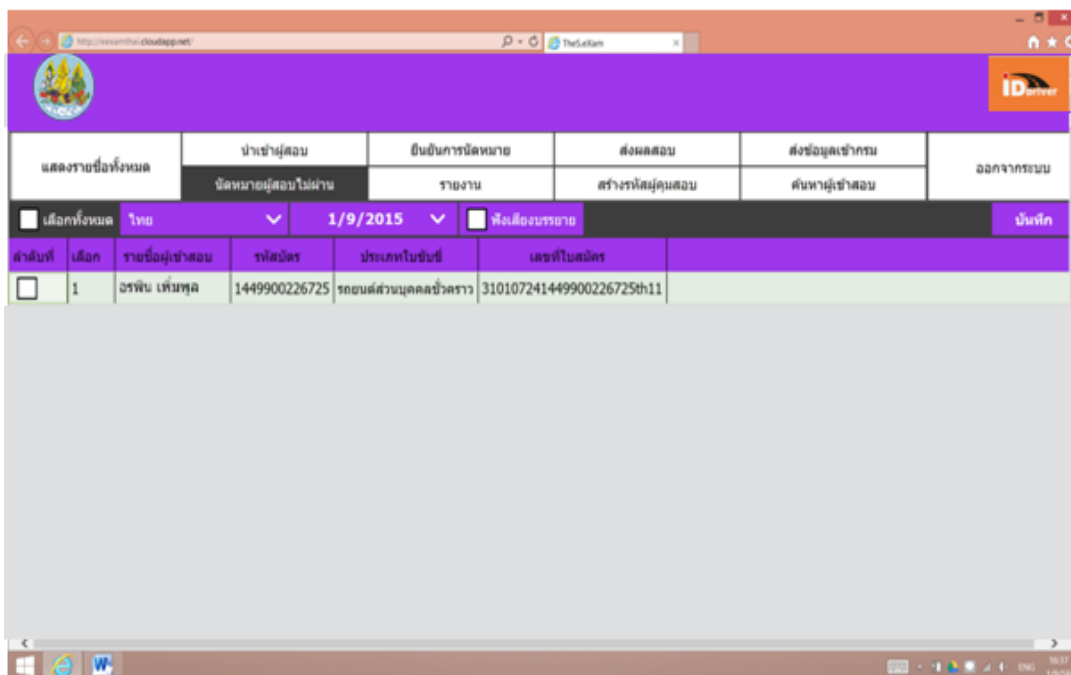 http://eexamthai.cloudapp.net/
TheS.eXam
iDriver
แสดงรายชื่อทั้งหมด
นำเข้าผู้สอบ
ยืนยันการนัดหมาย
ส่งผลสอบ
ส่งข้อมูลเข้ากรม
ออกจากระบบ
นัดหมายผู้สอบไม่ผ่าน
รายงาน
สร้างรหัสผู้คุมสอบ
ค้นหาผู้เข้าสอบ
เลือกทั้งหมด ไทย 1/9/2015 ฟังเสียงบรรยาย บันทึก
ลำดับที่ เลือก รายชื่อผู้เข้าสอบ รหัสบัตร ประเภทใบขับขี่ เลขที่ใบสมัคร
1 อรพิน เพิ่มพูล 1449900226725 รถยนต์ส่วนบุคคลชั่วคราว 310107241449900226725th11
ENG 16:37